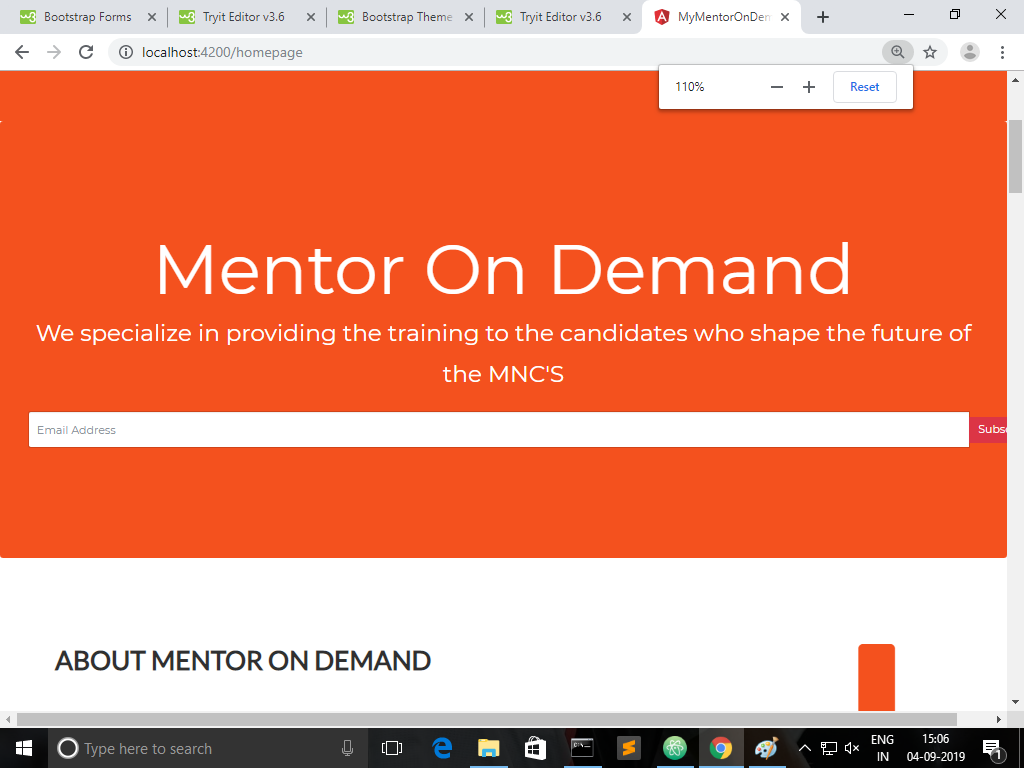 Bootstrap Forms
Tryit Editor v3.6
Bootstrap Theme
Tryit Editor v3.6
MyMentorOnDem
localhost:4200/homepage
110%
Reset
Mentor On Demand
We specialize in providing the training to the candidates who shape the future of
the MNC'S
Email Address
Subsc
ABOUT MENTOR ON DEMAND
Type here to search
ENG
IN
15:06
04-09-2019
1